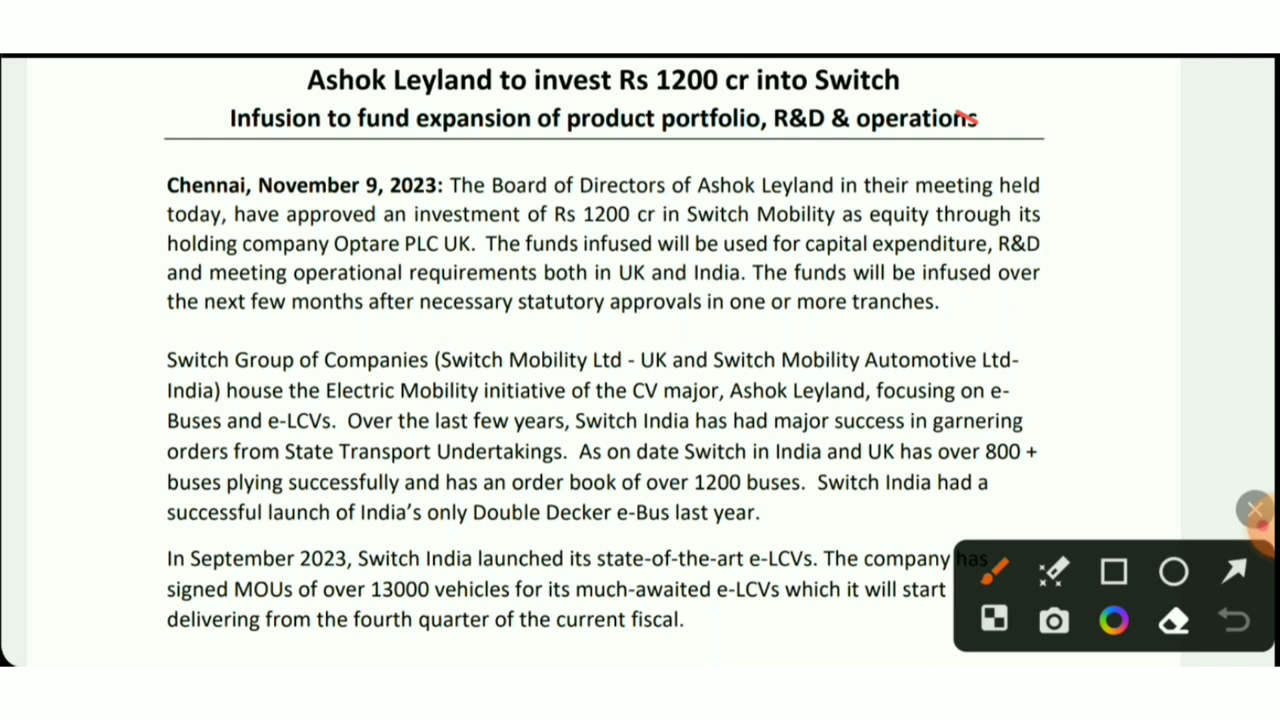 Ashok Leyland to invest Rs 1200 cr into Switch
Infusion to fund expansion of product portfolio, R&D & operations
Chennai, November 9, 2023: The Board of Directors of Ashok Leyland in their meeting held
today, have approved an investment of Rs 1200 cr in Switch Mobility as equity through its
holding company Optare PLC UK. The funds infused will be used for capital expenditure, R&D
and meeting operational requirements both in UK and India. The funds will be infused over
the next few months after necessary statutory approvals in one or more tranches.
Switch Group of Companies (Switch Mobility Ltd - UK and Switch Mobility Automotive Ltd-
India) house the Electric Mobility initiative of the CV major, Ashok Leyland, focusing on e-
Buses and e-LCVs. Over the last few years, Switch India has had major success in garnering
orders from State Transport Undertakings. As on date Switch in India and UK has over 800 +
buses plying successfully and has an order book of over 1200 buses. Switch India had a
successful launch of India's only Double Decker e-Bus last year.
In September 2023, Switch India launched its state-of-the-art e-LCVs. The company has
signed MOUs of over 13000 vehicles for its much-awaited e-LCVs which it will start
delivering from the fourth quarter of the current fiscal.